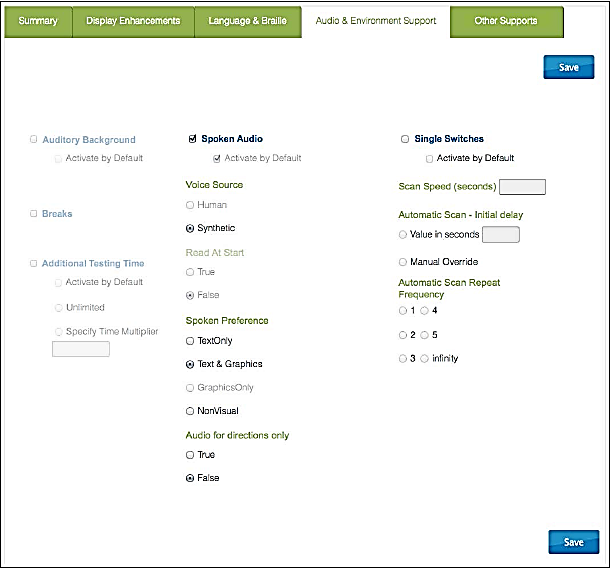 Summary
Display Enhancements
Language & Braille
Audio & Environment Support
Other Supports
Save
Auditory Background
Activate by Default
Breaks
Additional Testing Time
Activate by Default
Unlimited
Specify Time Multiplier
Spoken Audio
Activate by Default
Voice Source
Human
Synthetic
Read At Start
True
False
Spoken Preference
TextOnly
Text & Graphics
GraphicsOnly
NonVisual
Audio for directions only
True
False
Single Switches
Activate by Default
Scan Speed (seconds)
Automatic Scan - Initial delay
Value in seconds
Manual Override
Automatic Scan Repeat
Frequency
1 4
2 5
3 infinity
Save